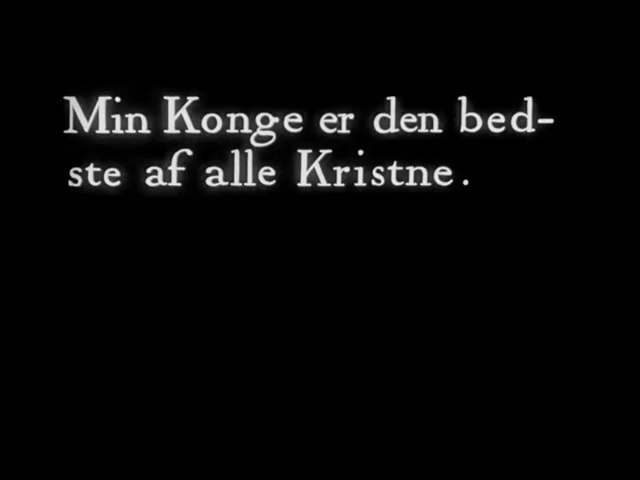 Min Konge er den bed-
ste af alle Kristne.